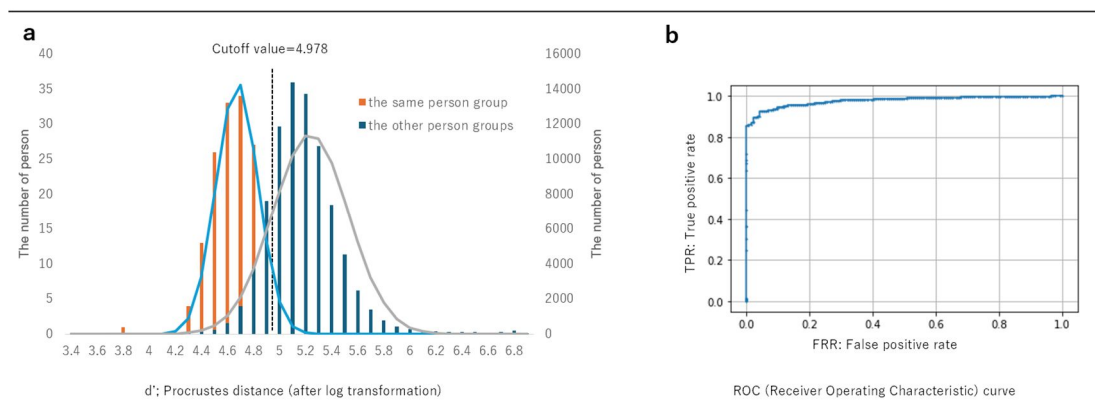 a
Cutoff value=4.978
40
35
30
25
20
15
10
5
0
The number of person
16000
14000
12000
10000
8000
6000
4000
2000
0
The number of person
the same person group
the other person groups
3.4 3.6 3.8 4 4.2 4.4 4.6 4.8 5 5.2 5.4 5.6 5.8 6 6.2 6.4 6.6 6.8
d'; Procrustes distance (after log transformation)
b
1.0
0.8
0.6
0.4
0.2
0.0
TPR: True positive rate
0.0 0.2 0.4 0.6 0.8 1.0
FRR: False positive rate
ROC (Receiver Operating Characteristic) curve